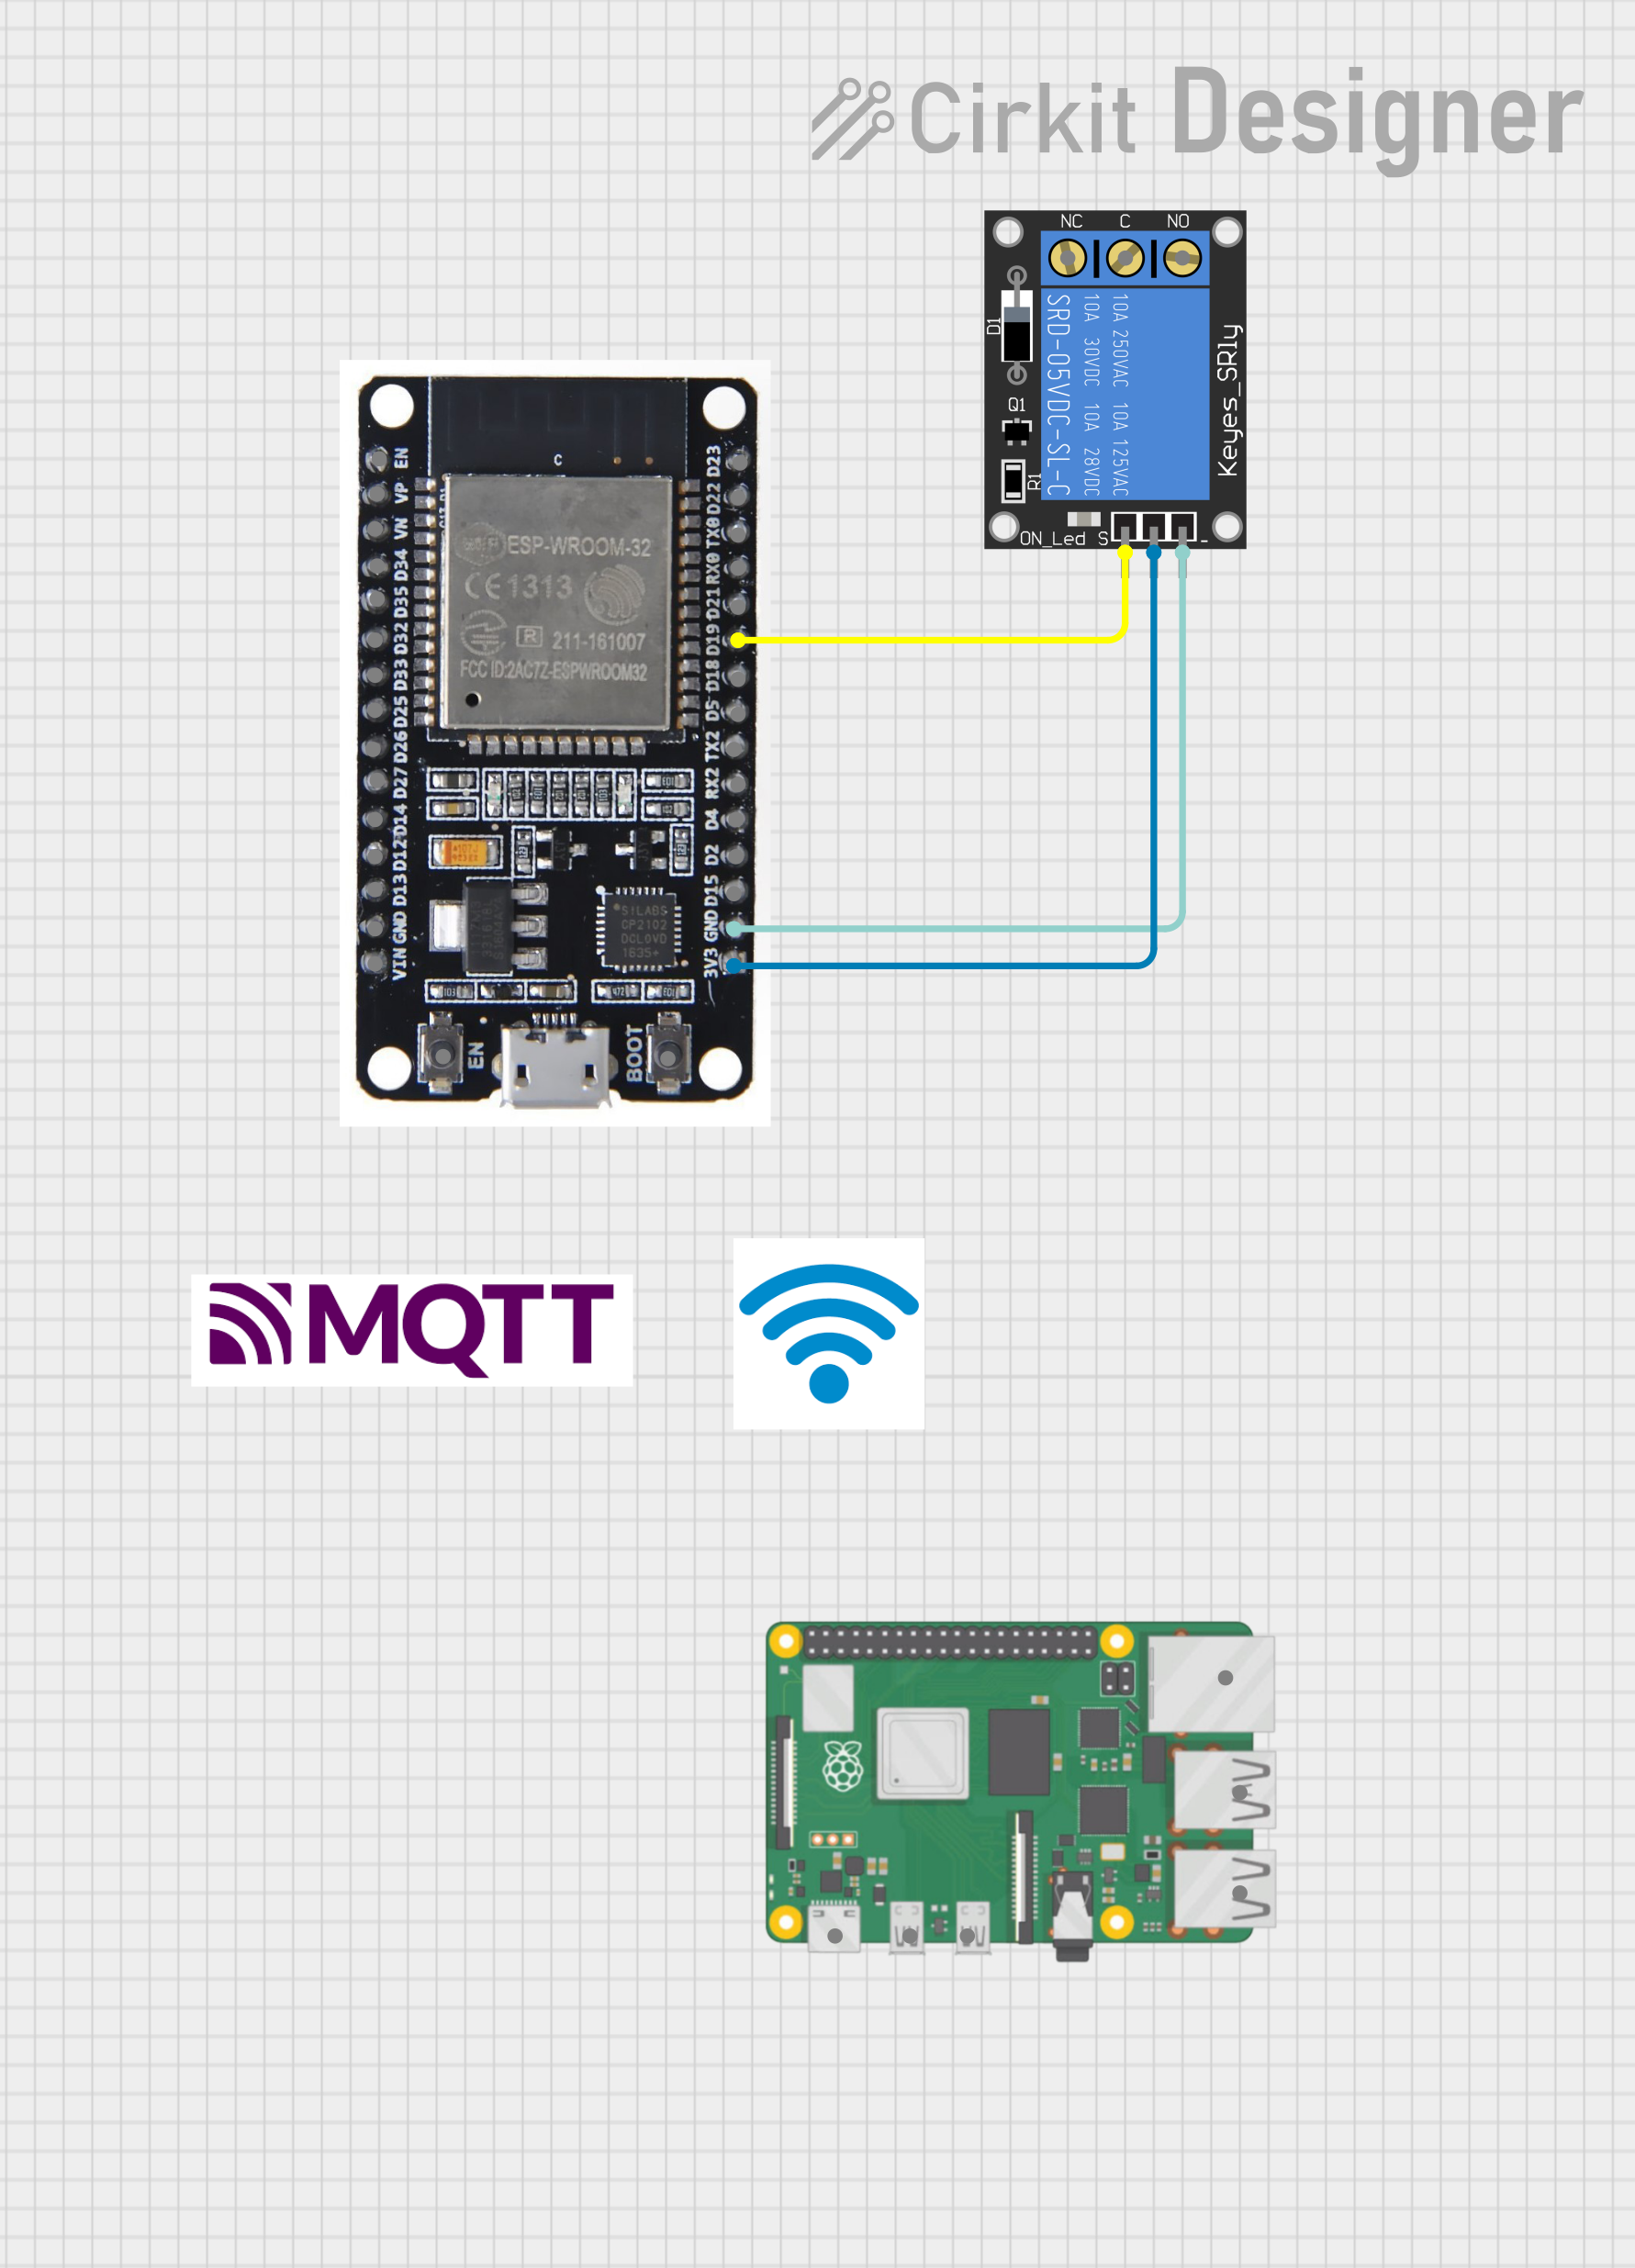 Cirkit Designer
NC C NO
D1
SRD-05VDC-SL-C
10A 30VDC 10A 28VDC
10A 250VAC 10A 125VAC
Keyes_SRly
Q1
R1
ON_Led S -
EN
VP
VN
D34
D35
D32
D33
D25
D26
D27
D14
D12
D13
GND
VIN
C
ESP-WROOM-32
CE1313
R 211-161007
FCC ID:2AC7Z-ESPWROOM32
D23
D22
TX0
RX0
D21
D19
D18
D5
TX2
RX2
D4
D2
D15
GND
3V3
SILABS
CP2102
DCL0VD
1635+
EN
BOOT
MQTT